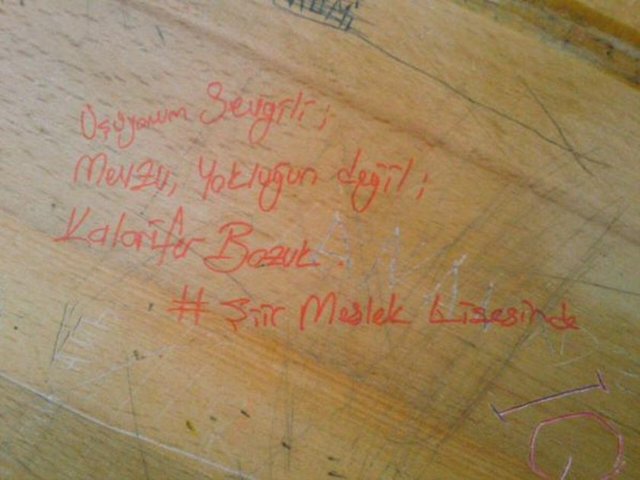 Üşüyorum Sevgili;
Mevzu, Yokluğun değil;
Kalorifer Bozuk.
# Şiir Meslek Lisesinde